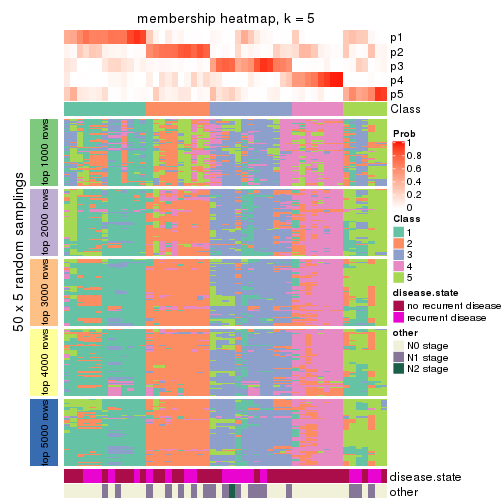 membership heatmap, k = 5
p1
p2
p3
p4
p5
Class
50 x 5 random samplings
top 1000 rows
top 2000 rows
top 3000 rows
top 4000 rows
top 5000 rows
disease.state
other
Prob
1
0.8
0.6
0.4
0.2
0
Class
1
2
3
4
5
disease.state
no recurrent disease
recurrent disease
other
N0 stage
N1 stage
N2 stage